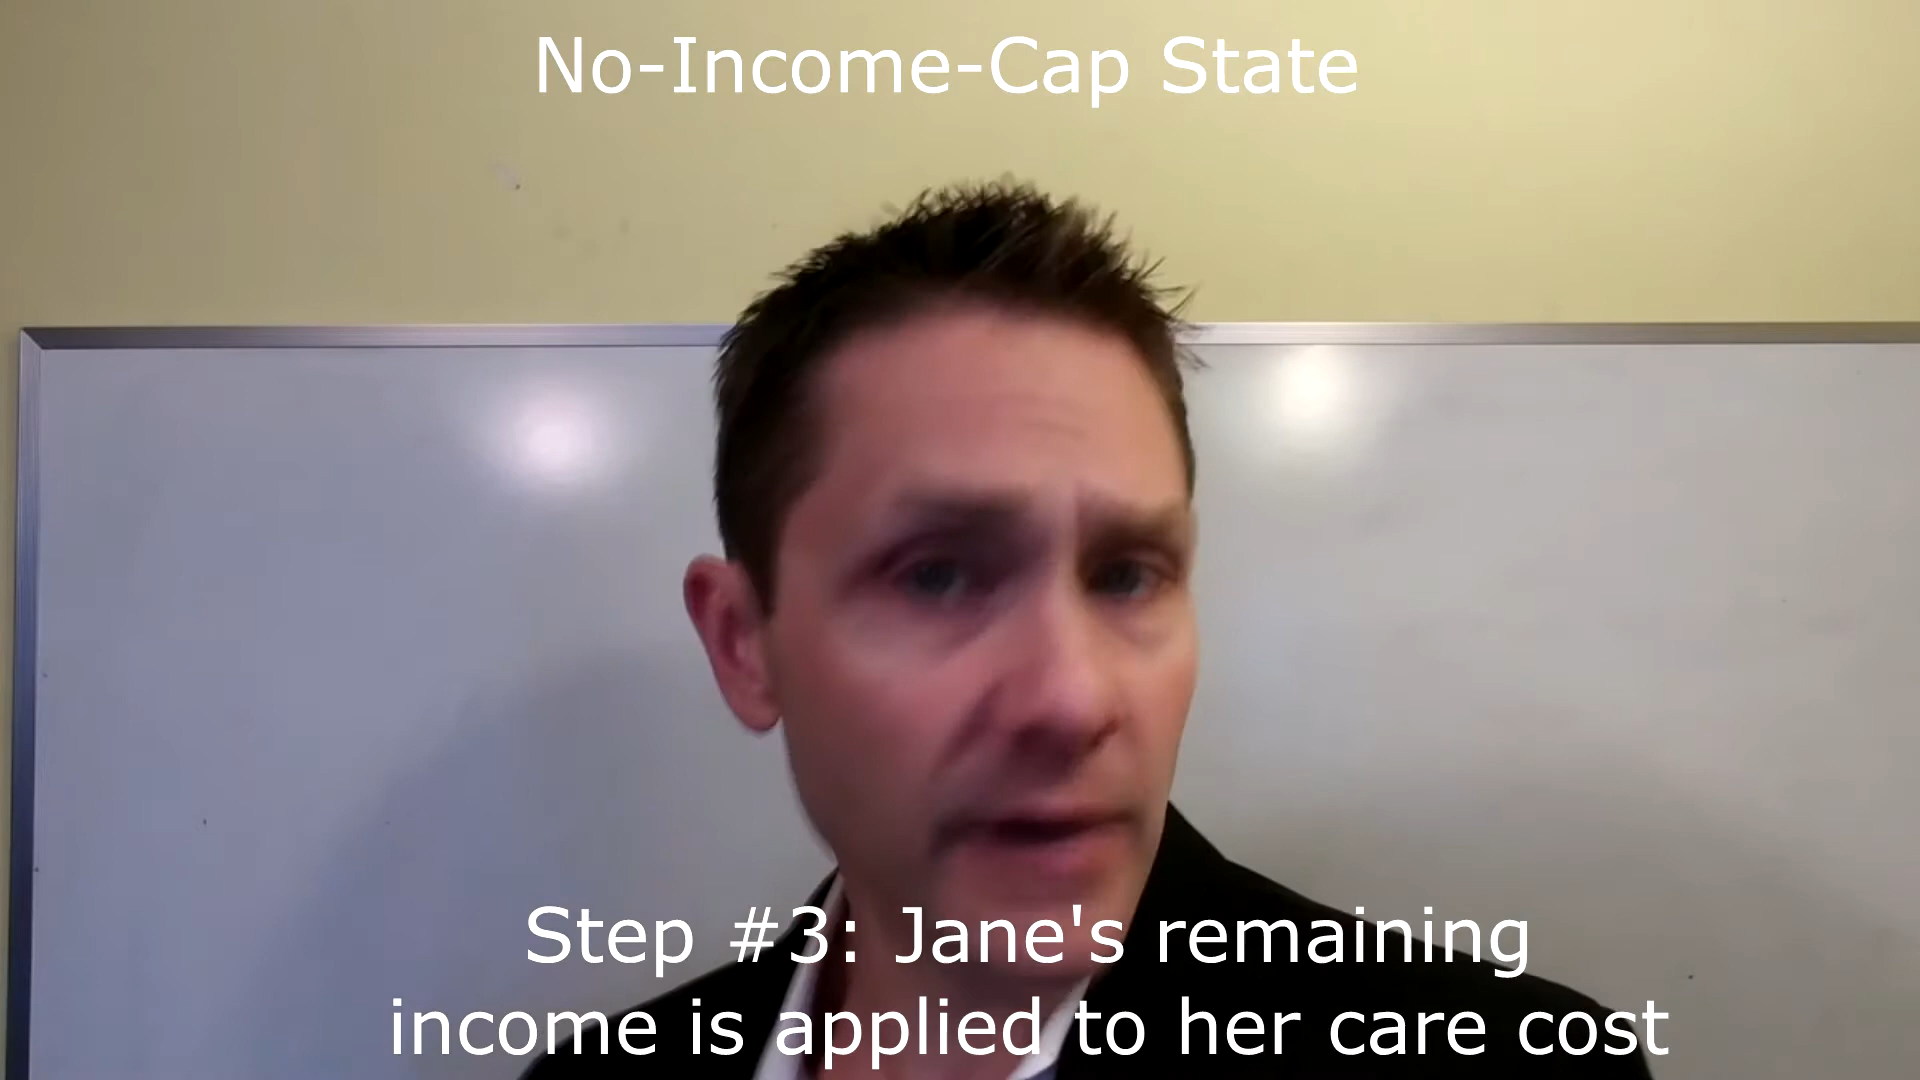 No-Income-Cap State
Step #3: Jane's remaining
income is applied to her care cost